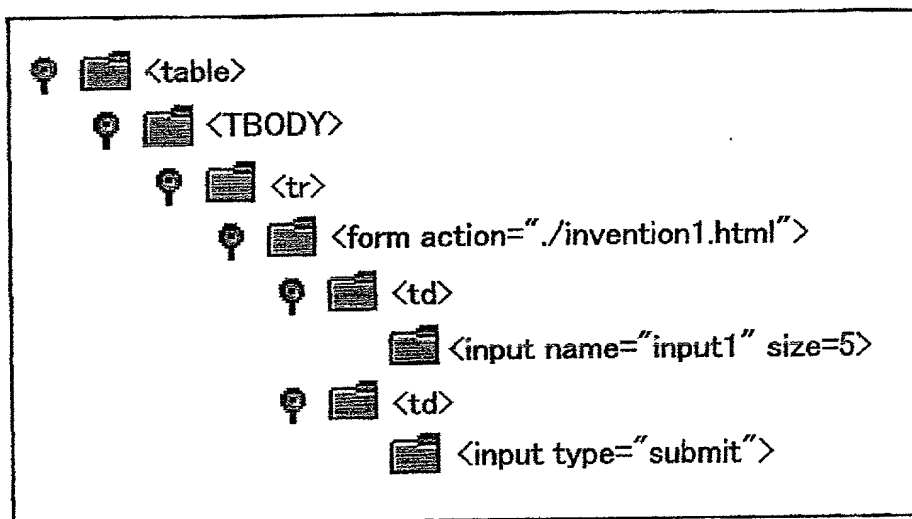 <table>
<TBODY>
<tr>
<form action="./invention1.html">
<td>
<input name="input1" size=5>
<td>
<input type="submit">